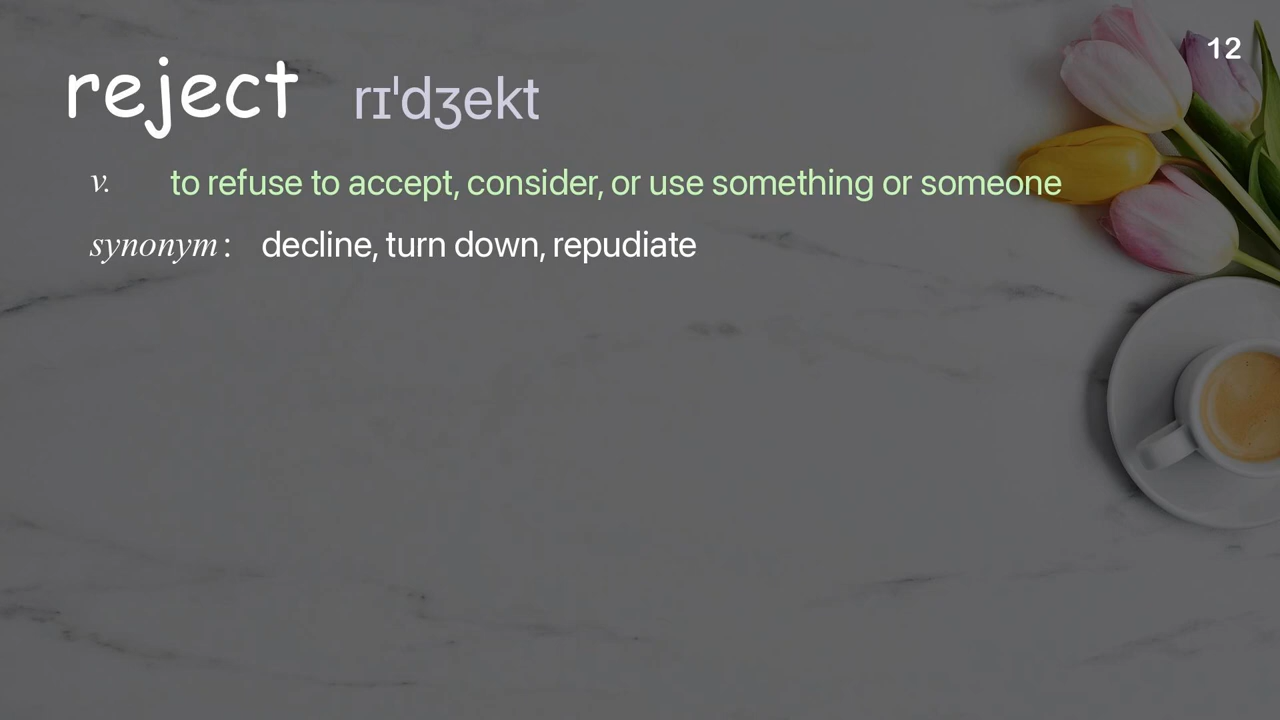 12
reject rɪˈdʒekt
v. to refuse to accept, consider, or use something or someone
synonym : decline, turn down, repudiate